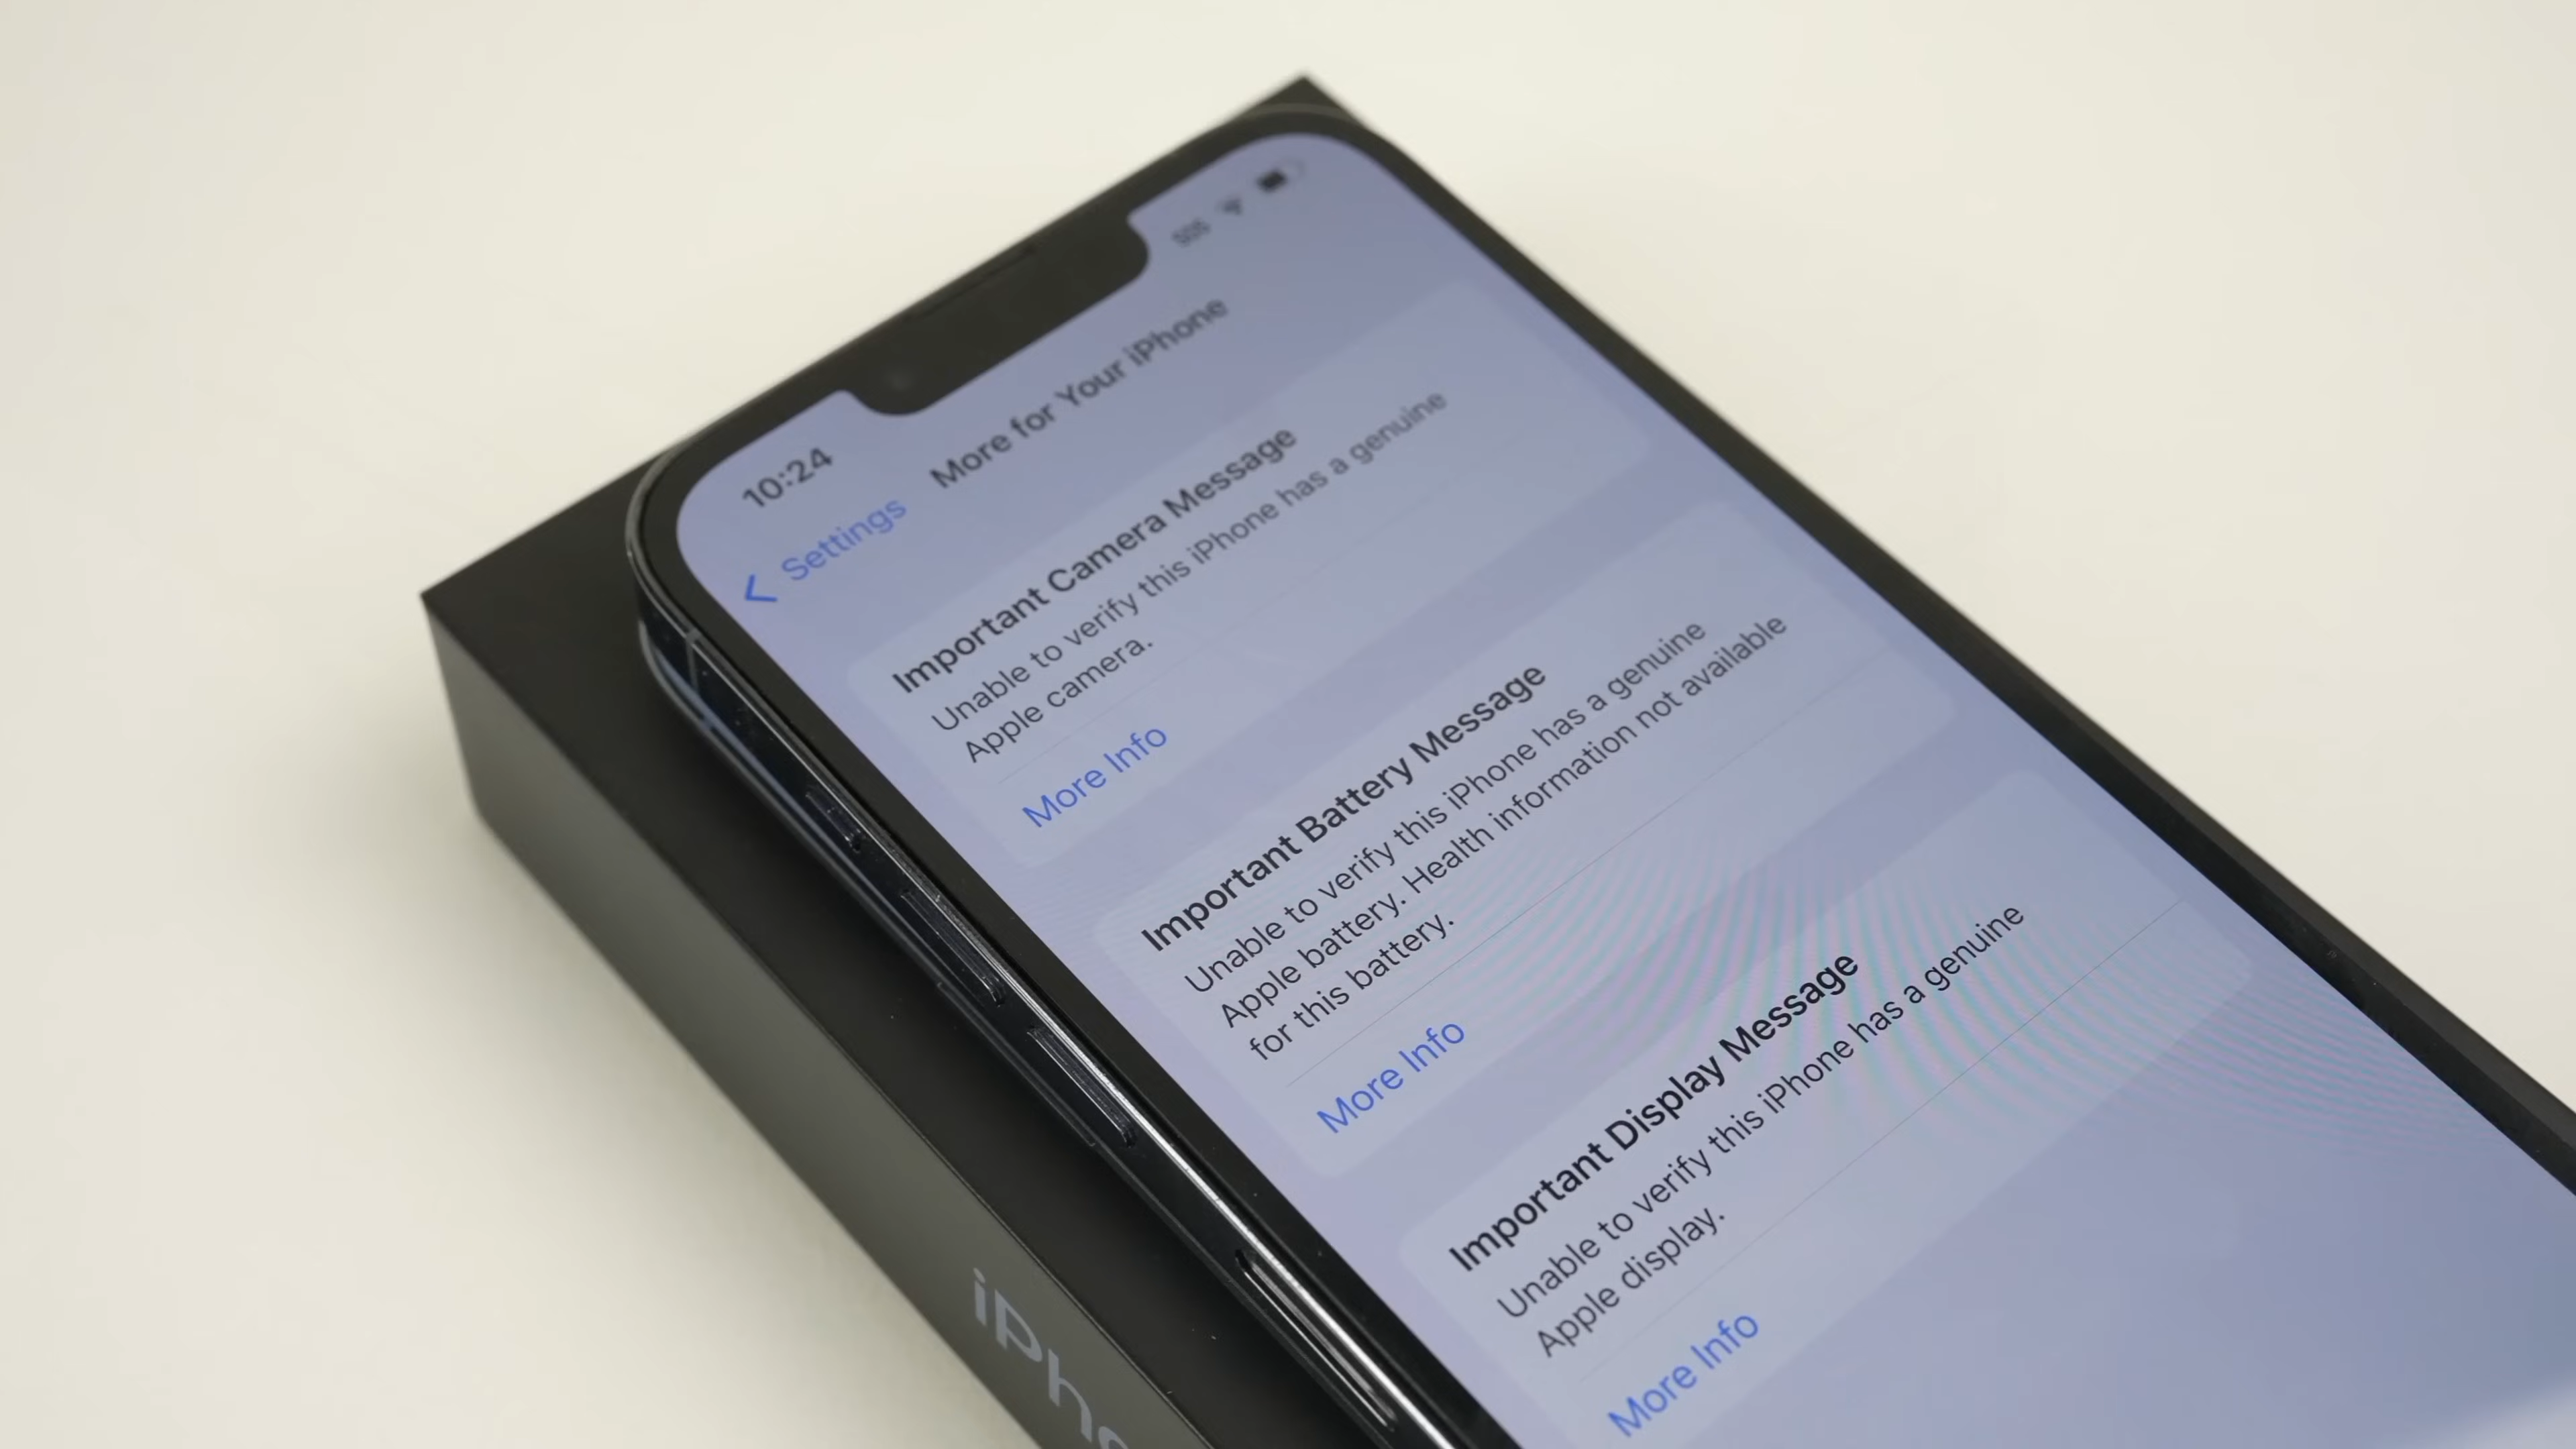 10:24
SOS
Settings
More for Your iPhone
Important Camera Message
Unable to verify this iPhone has a genuine
Apple camera.
More Info
Important Battery Message
Unable to verify this iPhone has a genuine
Apple battery. Health information not available
for this battery.
More Info
Important Display Message
Unable to verify this iPhone has a genuine
Apple display.
More Info
iPho